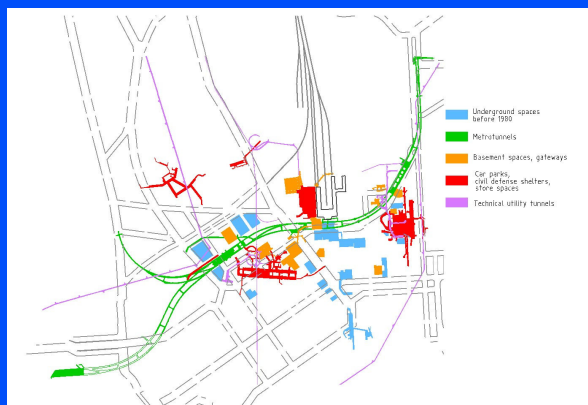 Underground spaces
before 1980
Metrotunnels
Basement spaces, gateways
Car parks,
civil defense shelters,
store spaces
Technical utility tunnels